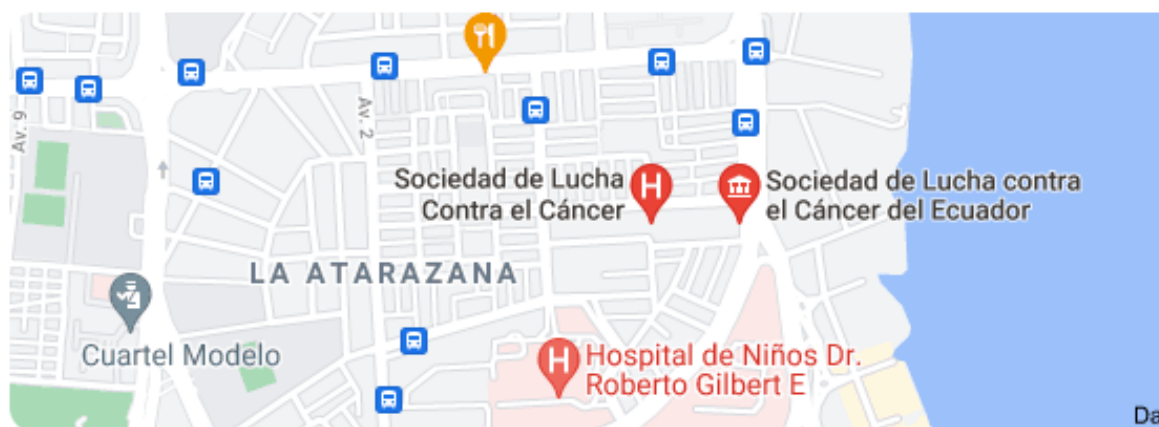 Av. 9
Av. 2
Sociedad de Lucha
Contra el Cáncer
H
Sociedad de Lucha contra
el Cáncer del Ecuador
LA ATARAZANA
Cuartel Modelo
H
Hospital de Niños Dr.
Roberto Gilbert E
Da